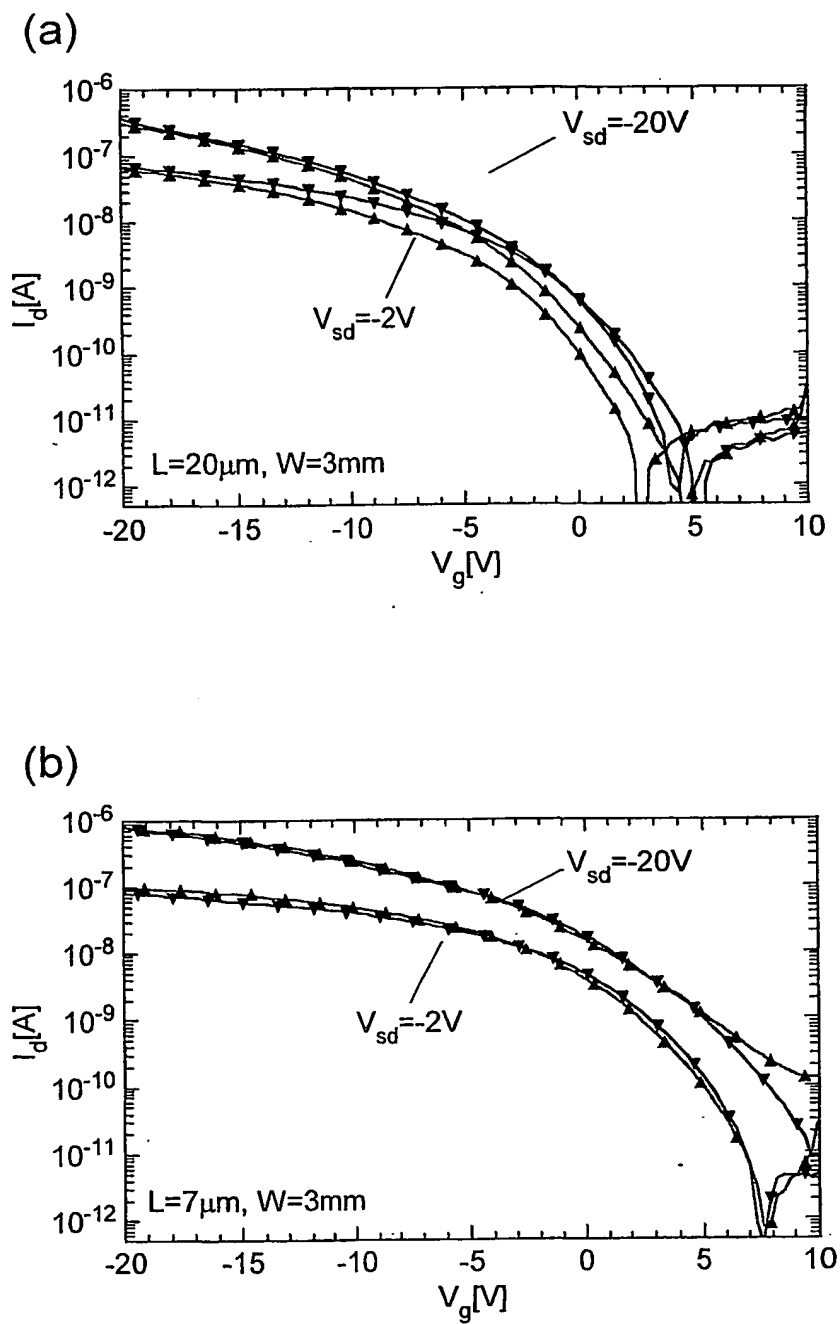 (a)
10⁻⁶
10⁻⁷
10⁻⁸
10⁻⁹
10⁻¹⁰
10⁻¹¹
10⁻¹²
I_d[A]
V_sd=-20V
V_sd=-2V
L=20μm, W=3mm
-20 -15 -10 -5 0 5 10
V_g[V]
(b)
10⁻⁶
10⁻⁷
10⁻⁸
10⁻⁹
10⁻¹⁰
10⁻¹¹
10⁻¹²
I_d[A]
V_sd=-20V
V_sd=-2V
L=7μm, W=3mm
-20 -15 -10 -5 0 5 10
V_g[V]